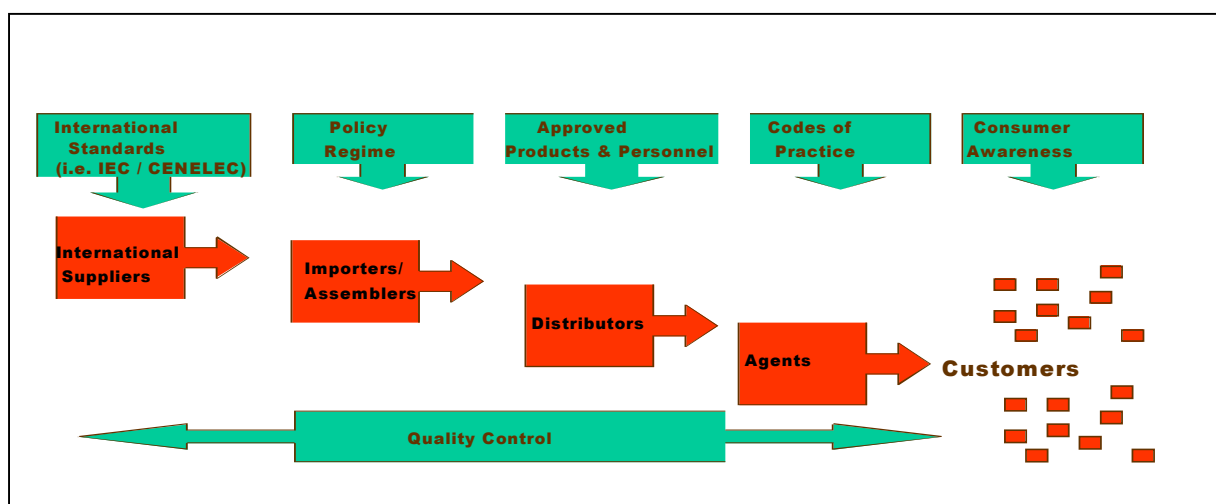 International
Standards
(i.e. IEC / CENELEC)
Policy
Regime
Approved
Products & Personnel
Codes of
Practice
Consumer
Awareness
International
Suppliers
Importers/
Assemblers
Distributors
Agents
Customers
Quality Control